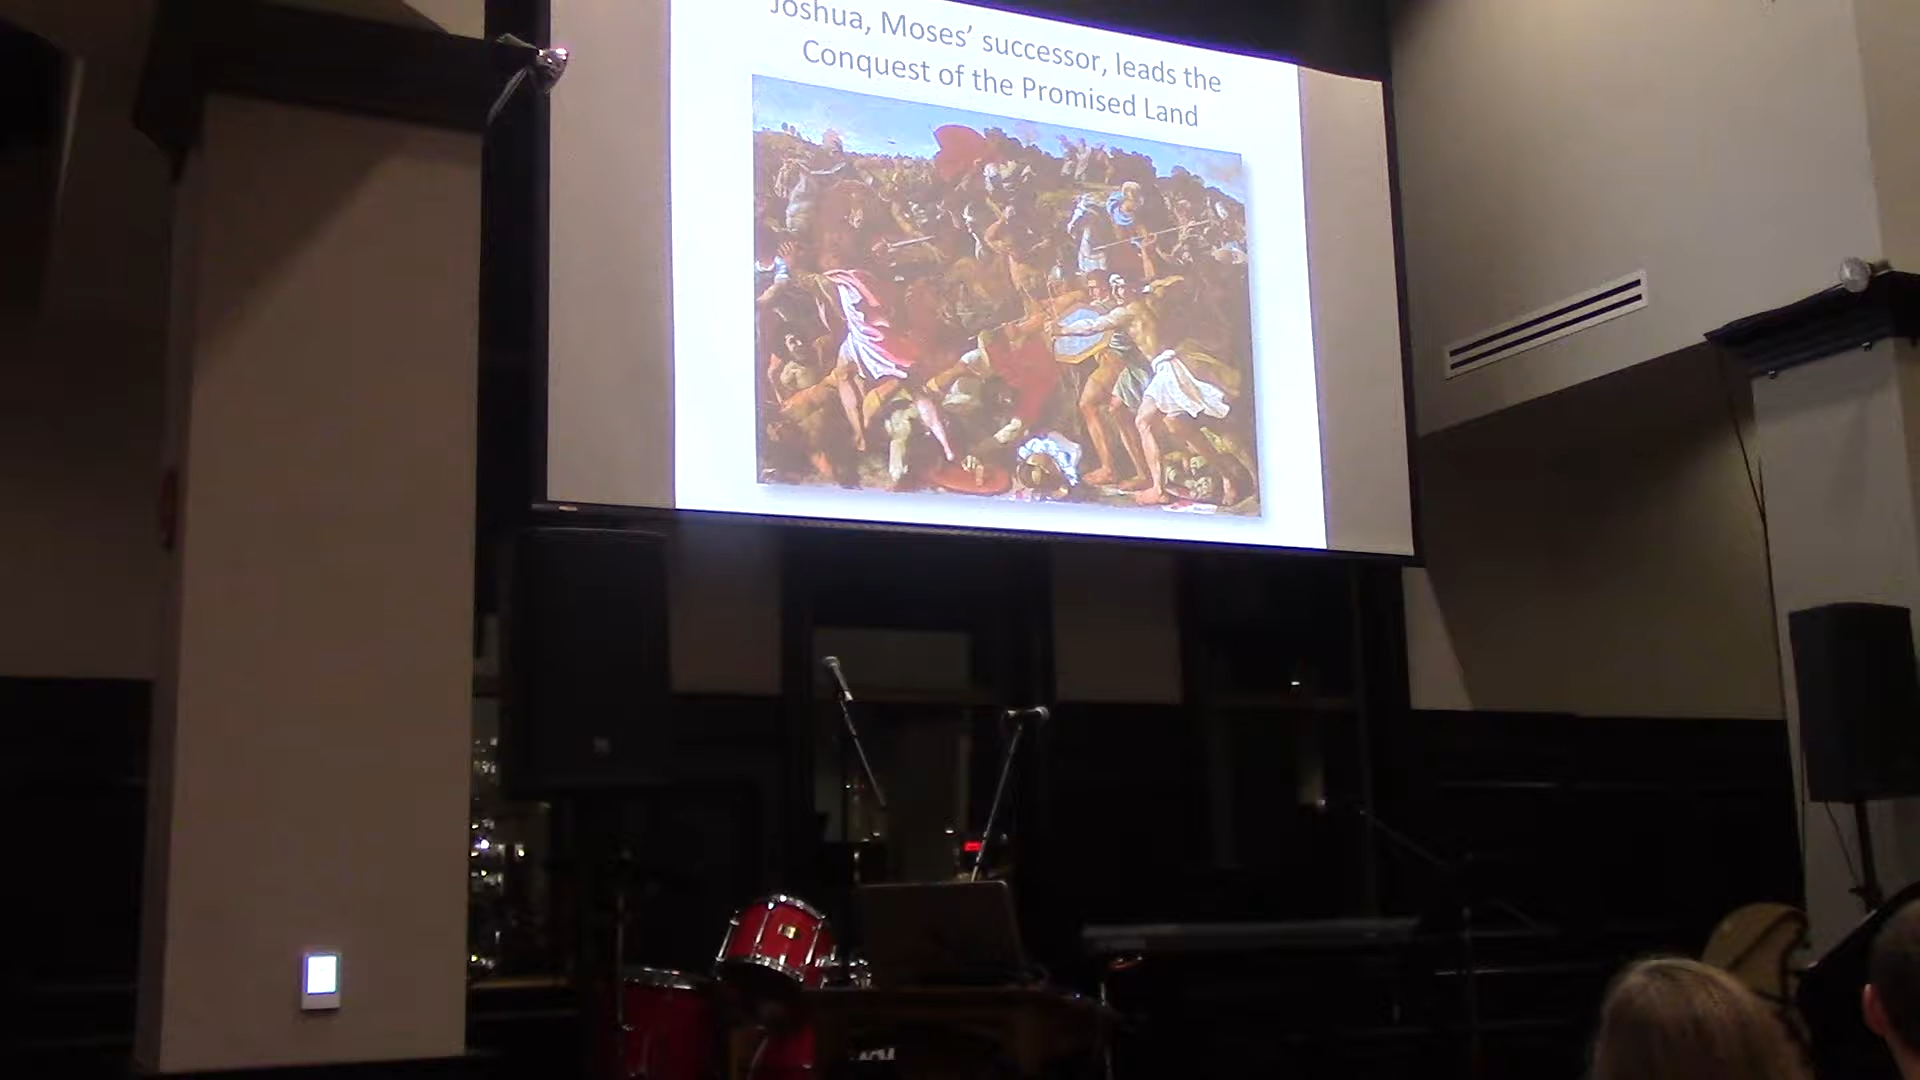 Joshua, Moses’ successor, leads the
Conquest of the Promised Land